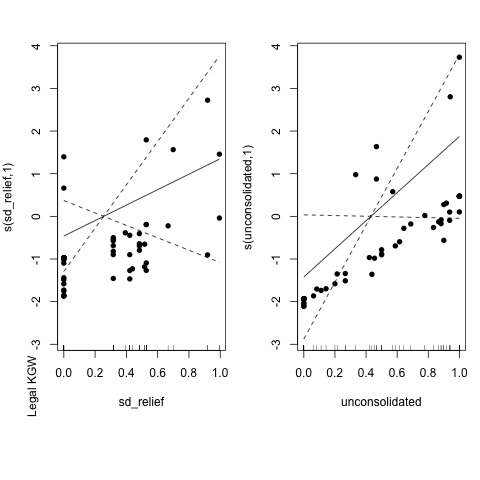 s(sd_relief,1)
4
3
2
1
0
-1
-2
-3
0.0 0.2 0.4 0.6 0.8 1.0
sd_relief
Legal KGW
s(unconsolidated,1)
4
3
2
1
0
-1
-2
-3
0.0 0.2 0.4 0.6 0.8 1.0
unconsolidated